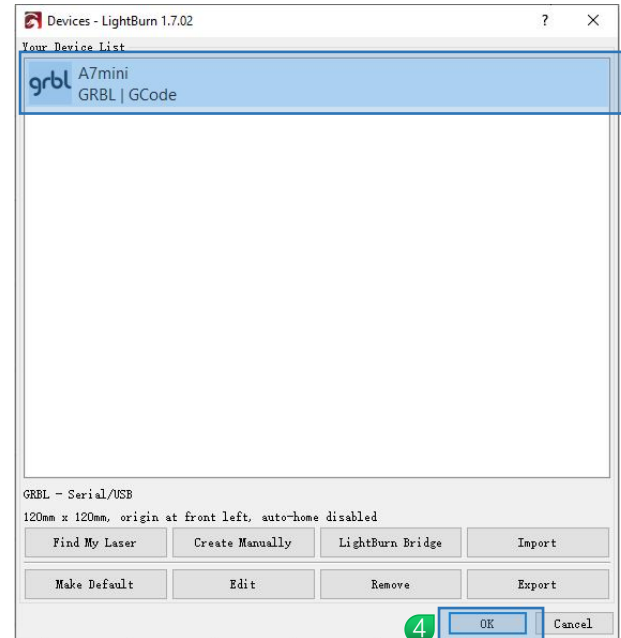 Devices - LightBurn 1.7.02 ? ×
Your Device List
grbl
A7mini
GRBL | GCode
GRBL - Serial/USB
120mm x 120mm, origin at front left, auto-home disabled
Find My Laser Create Manually LightBurn Bridge Import
Make Default Edit Remove Export
4 OK Cancel